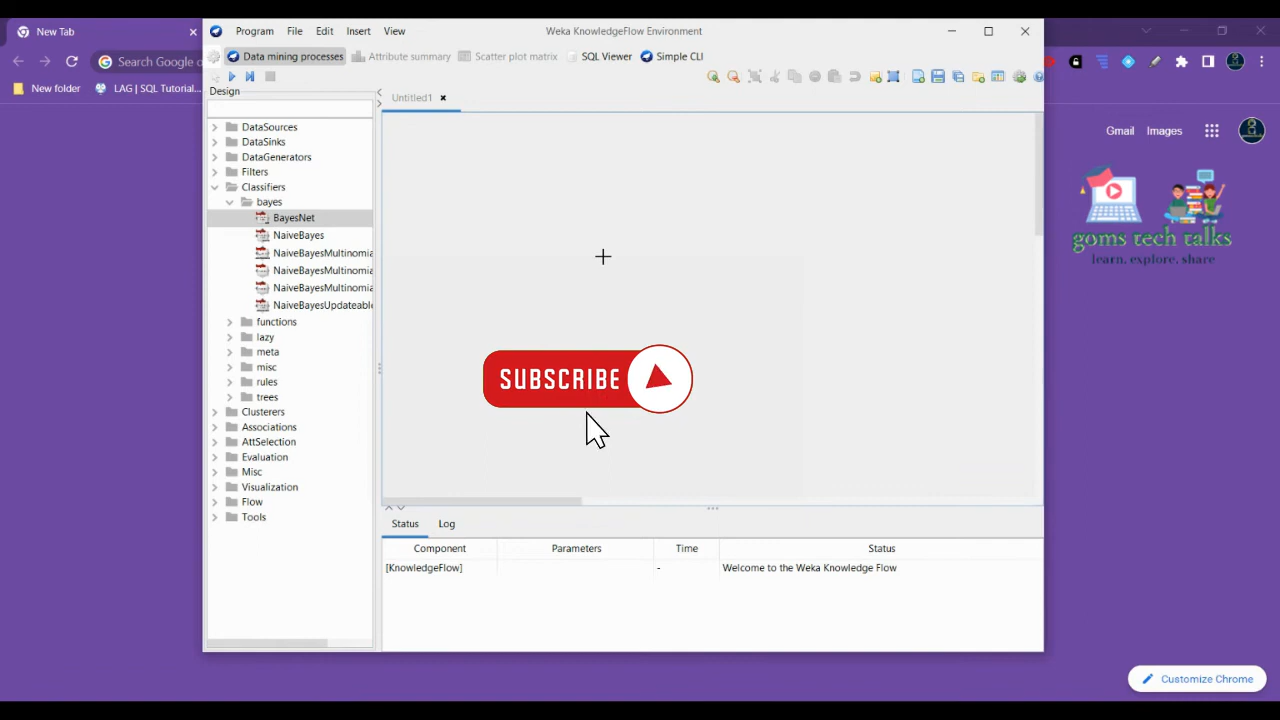 New Tab
Weka KnowledgeFlow Environment
Program File Edit Insert View
Search Google o
Data mining processes Attribute summary Scatter plot matrix SQL Viewer Simple CLI
New folder LAG | SQL Tutorial...
Design
Untitled1
DataSources
DataSinks
DataGenerators
Filters
Classifiers
bayes
BayesNet
NaiveBayes
NaiveBayesMultinomia
NaiveBayesMultinomia
NaiveBayesMultinomia
NaiveBayesUpdateable
functions
lazy
meta
misc
rules
trees
Clusterers
Associations
AttSelection
Evaluation
Misc
Visualization
Flow
Tools
SUBSCRIBE
Status Log
Component Parameters Time Status
[KnowledgeFlow] - Welcome to the Weka Knowledge Flow
Gmail Images
goms tech talks
learn. explore. share
Customize Chrome